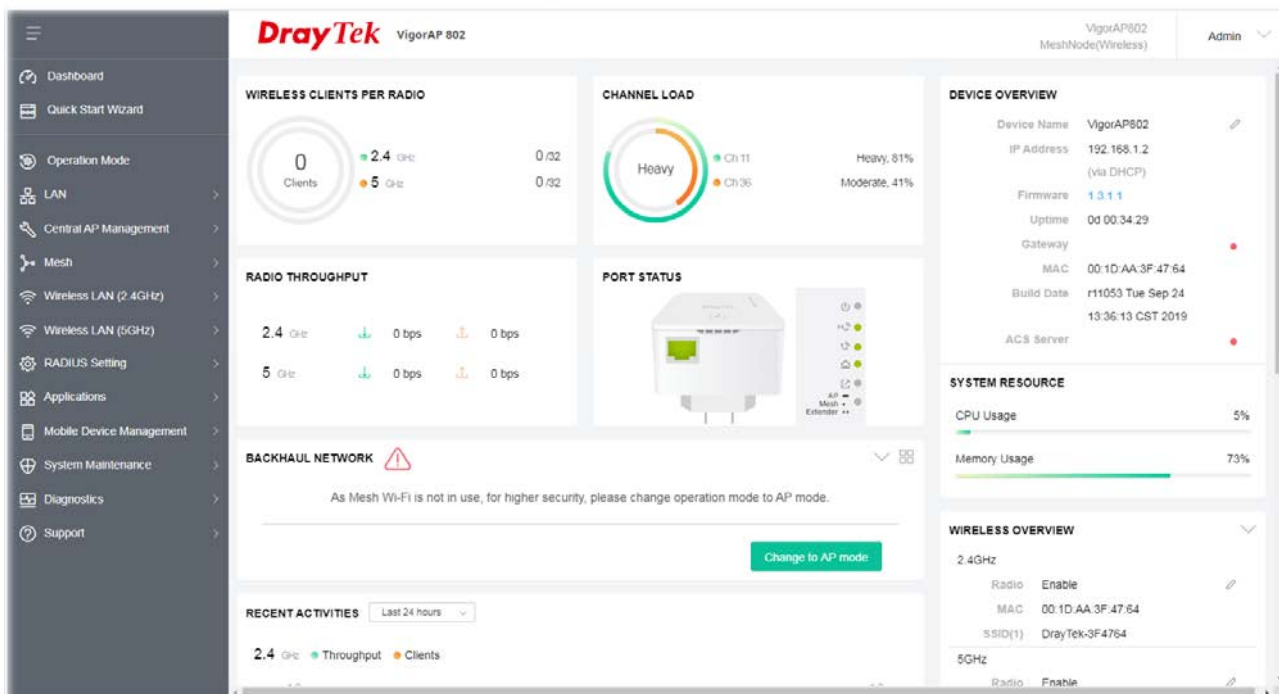 DrayTek VigorAP 802
VigorAP802
MeshNode(Wireless)
Admin
Dashboard
Quick Start Wizard
Operation Mode
LAN
Central AP Management
Mesh
Wireless LAN (2.4GHz)
Wireless LAN (5GHz)
RADIUS Setting
Applications
Mobile Device Management
System Maintenance
Diagnostics
Support
WIRELESS CLIENTS PER RADIO
0
Clients
2.4 GHz 0 /32
5 GHz 0 /32
CHANNEL LOAD
Heavy
Ch 11 Heavy, 81%
Ch 36 Moderate, 41%
RADIO THROUGHPUT
2.4 GHz 0 bps 0 bps
5 GHz 0 bps 0 bps
PORT STATUS
AP
Mesh
Extender
BACKHAUL NETWORK
As Mesh Wi-Fi is not in use, for higher security, please change operation mode to AP mode.
Change to AP mode
RECENT ACTIVITIES Last 24 hours
2.4 GHz Throughput Clients
DEVICE OVERVIEW
Device Name VigorAP802
IP Address 192.168.1.2
(via DHCP)
Firmware 1.3.1.1
Uptime 0d 00:34:29
Gateway
MAC 00:1D:AA:3F:47:64
Build Date r11053 Tue Sep 24
13:36:13 CST 2019
ACS Server
SYSTEM RESOURCE
CPU Usage 5%
Memory Usage 73%
WIRELESS OVERVIEW
2.4GHz
Radio Enable
MAC 00:1D:AA:3F:47:64
SSID(1) DrayTek-3F4764
5GHz
Radio Enable